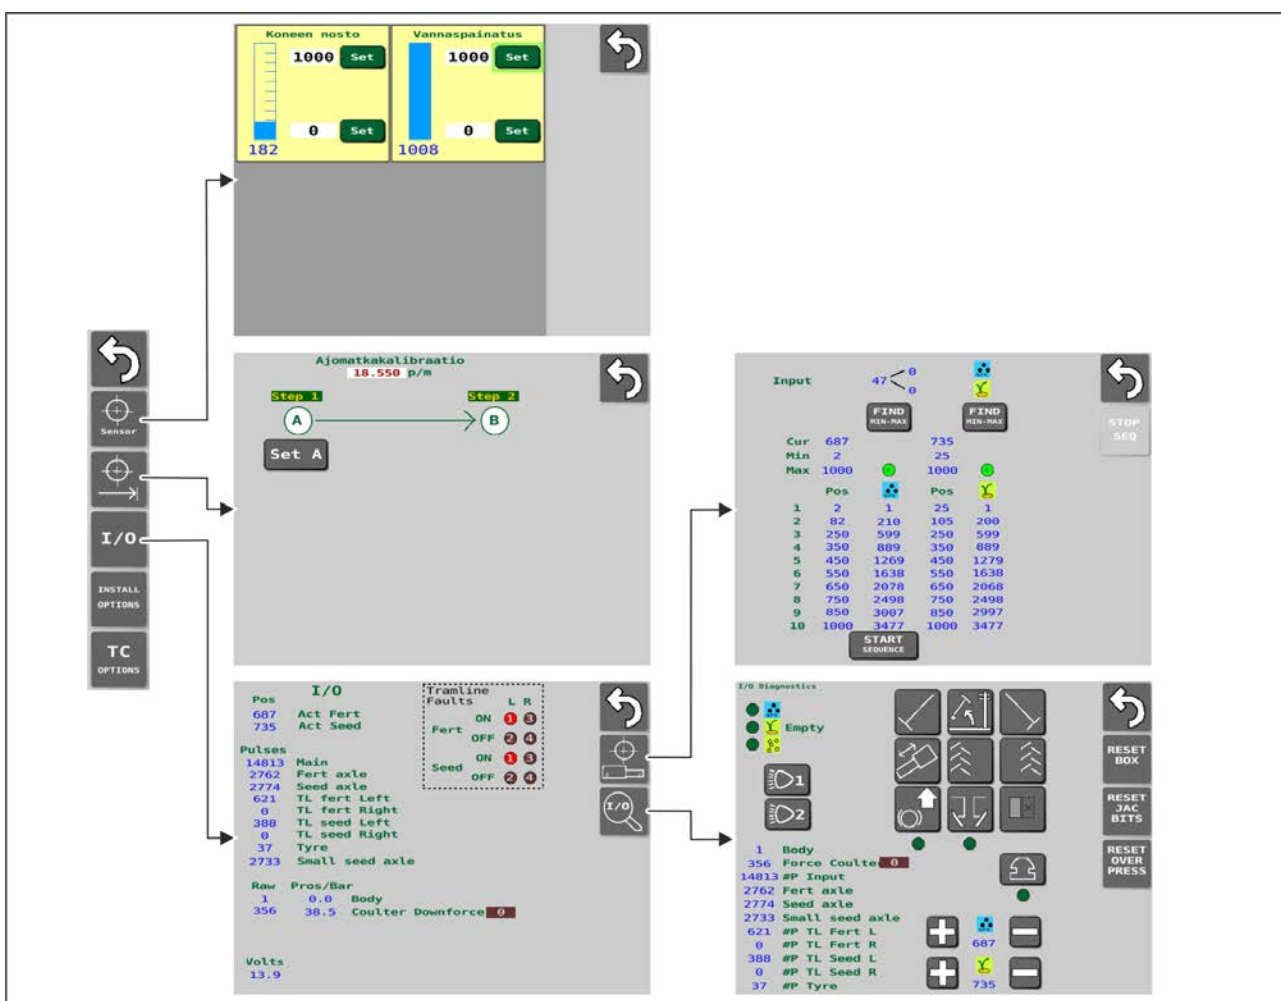 Koneen nosto
1000 Set
0 Set
182
Vannaspainatus
1000 Set
0 Set
1008
Sensor
I/O
INSTALL
OPTIONS
TC
OPTIONS
Ajomatkakalibraatio
18.550 p/m
Step 1 Step 2
A B
Set A
Input 47 0
0
FIND
MIN-MAX
FIND
MIN-MAX
STOP
SEQ
Cur 687 735
Min 2 25
Max 1000 1000
Pos Pos
1 2 1 25 1
2 82 210 105 200
3 250 599 250 599
4 350 889 350 889
5 450 1269 450 1279
6 550 1638 550 1638
7 650 2078 650 2068
8 750 2498 750 2498
9 850 3007 850 2997
10 1000 3477 1000 3477
START
SEQUENCE
I/O
Pos
687 Act Fert
735 Act Seed
Pulses
14813 Main
2762 Fert axle
2774 Seed axle
621 TL fert Left
0 TL fert Right
388 TL seed Left
0 TL seed Right
37 Tyre
2733 Small seed axle
Raw Pros/Bar
1 0.0 Body
356 38.5 Coulter Downforce 0
Volts
13.9
Tramline
Faults L R
Fert ON 1 3
OFF 2 4
Seed ON 1 3
OFF 2 4
I/O
I/O Diagnostics
Empty
1
2
RESET
BOX
RESET
JAC
BITS
RESET
OVER
PRESS
1 Body
356 Force Coulte 0
14813 #P Input
2762 Fert axle
2774 Seed axle
2733 Small seed axle
621 #P TL Fert L
0 #P TL Fert R
388 #P TL Seed L
0 #P TL Seed R
37 #P Tyre
+ 687 −
+ 735 −